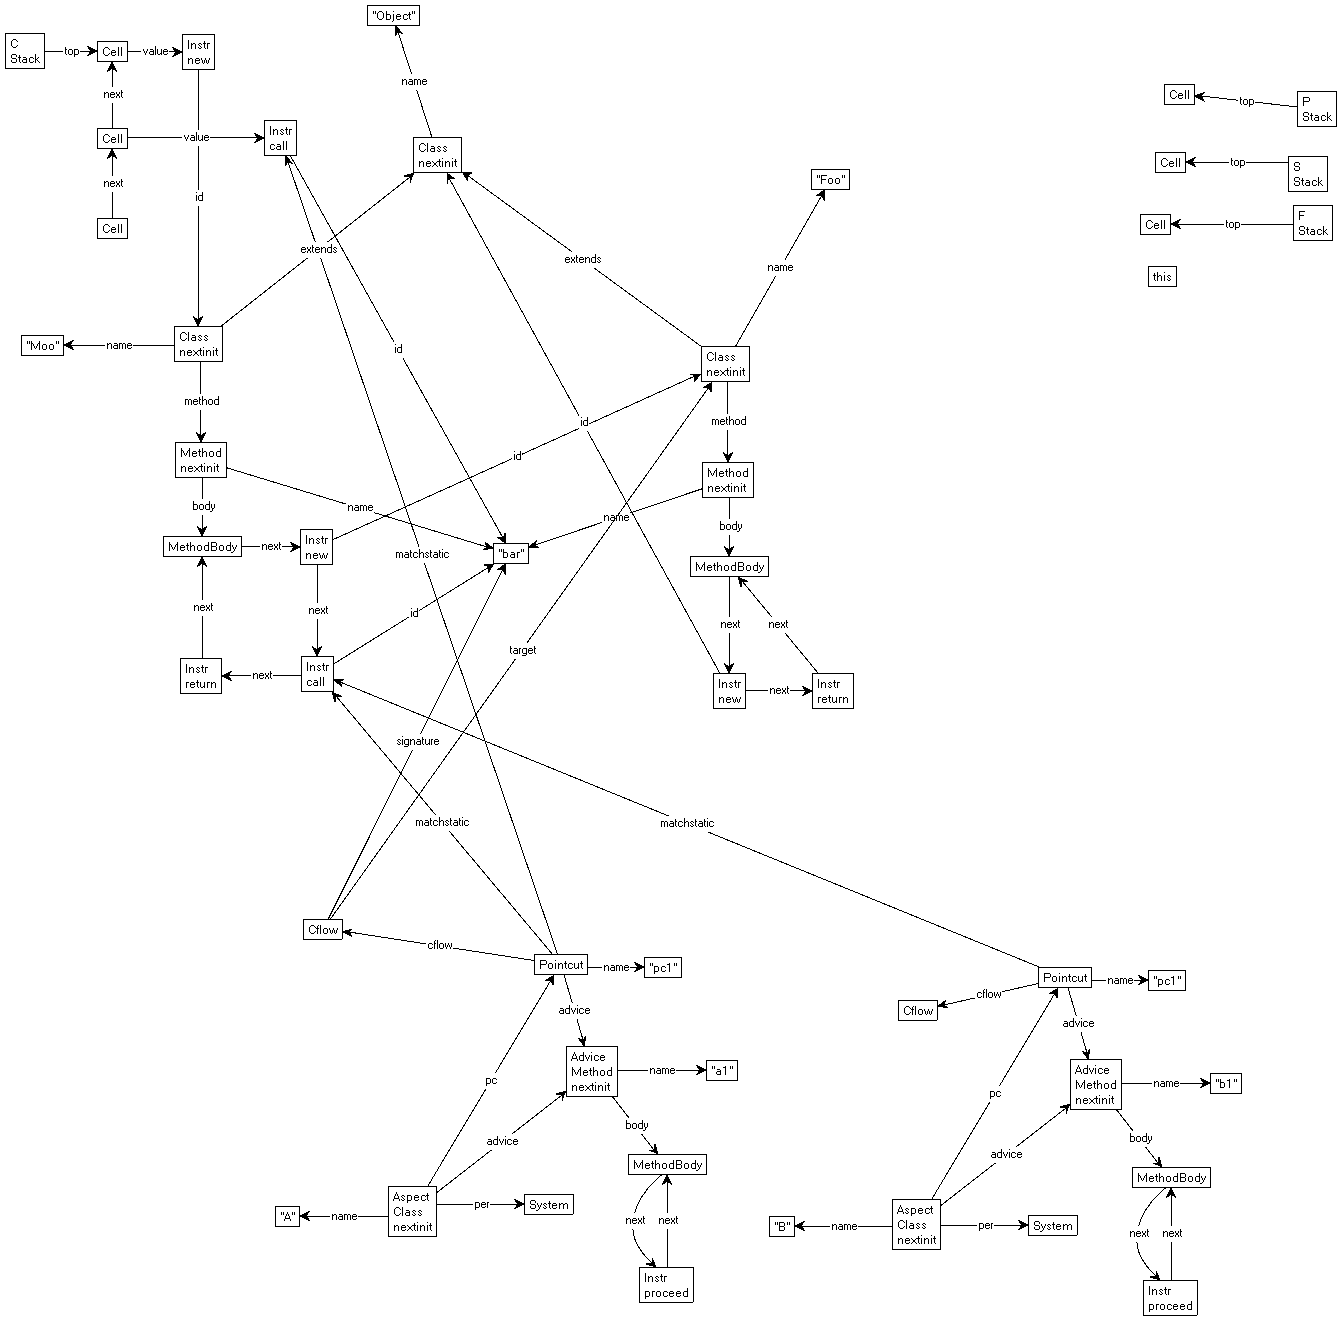 "Object"
C
Stack
top
Cell
value
Instr
new
next
name
Cell
top
P
Stack
Cell
value
Instr
call
Class
nextinit
Cell
top
S
Stack
next
id
"Foo"
Cell
Cell
top
F
Stack
extends
extends
name
this
"Moo"
name
Class
nextinit
id
Class
nextinit
method
method
id
Method
nextinit
id
Method
nextinit
body
name
name
body
MethodBody
next
Instr
new
matchstatic
"bar"
MethodBody
next
next
id
next
next
target
Instr
return
next
Instr
call
Instr
new
next
Instr
return
signature
matchstatic
matchstatic
Cflow
cflow
Pointcut
name
"pc1"
Pointcut
name
"pc1"
Cflow
cflow
advice
advice
Advice
Method
nextinit
name
"a1"
Advice
Method
nextinit
name
"b1"
pc
pc
body
body
advice
advice
MethodBody
MethodBody
Aspect
Class
nextinit
"A"
name
per
System
next
next
Aspect
Class
nextinit
"B"
name
per
System
next
next
Instr
proceed
Instr
proceed